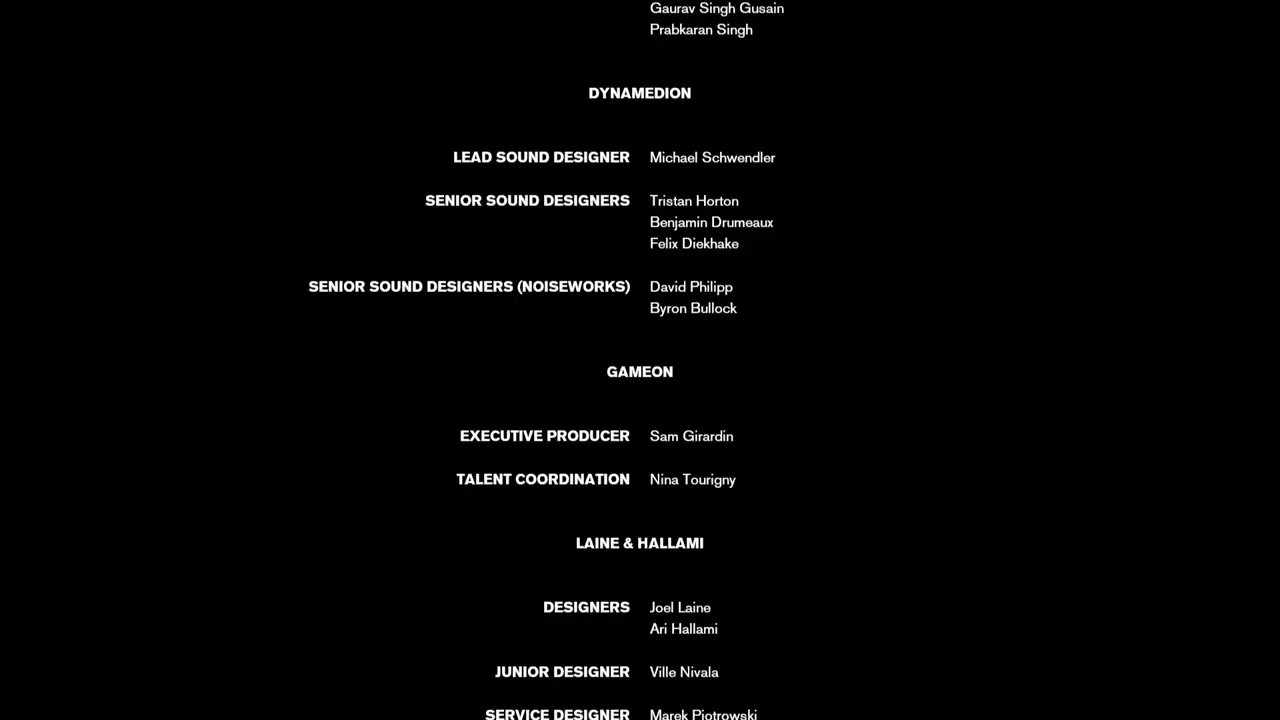 Gaurav Singh Gusain
Prabkaran Singh
DYNAMEDION
LEAD SOUND DESIGNER Michael Schwendler
SENIOR SOUND DESIGNERS Tristan Horton
Benjamin Drumeaux
Felix Diekhake
SENIOR SOUND DESIGNERS (NOISEWORKS) David Philipp
Byron Bullock
GAMEON
EXECUTIVE PRODUCER Sam Girardin
TALENT COORDINATION Nina Tourigny
LAINE & HALLAMI
DESIGNERS Joel Laine
Ari Hallami
JUNIOR DESIGNER Ville Nivala
SERVICE DESIGNER Marek Piotrowski